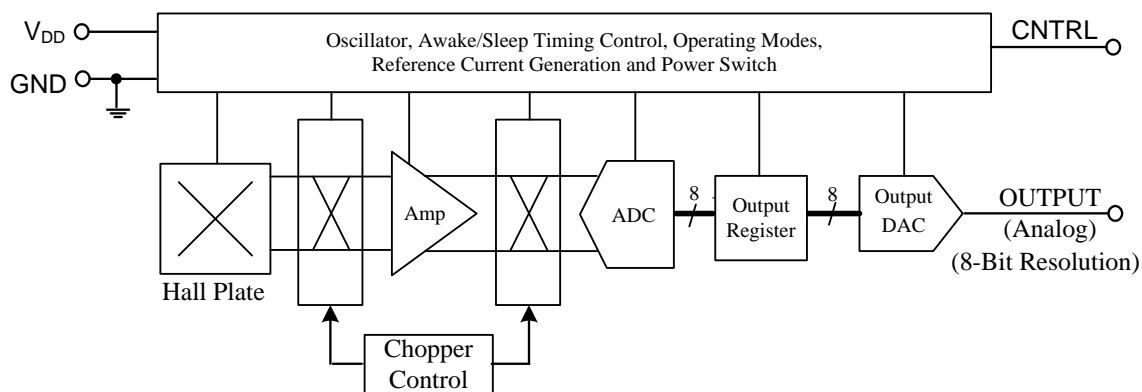 VDD
GND
Oscillator, Awake/Sleep Timing Control, Operating Modes,
Reference Current Generation and Power Switch
CNTRL
Hall Plate
Amp
ADC
8
Output
Register
8
Output
DAC
OUTPUT
(Analog)
(8-Bit Resolution)
Chopper
Control